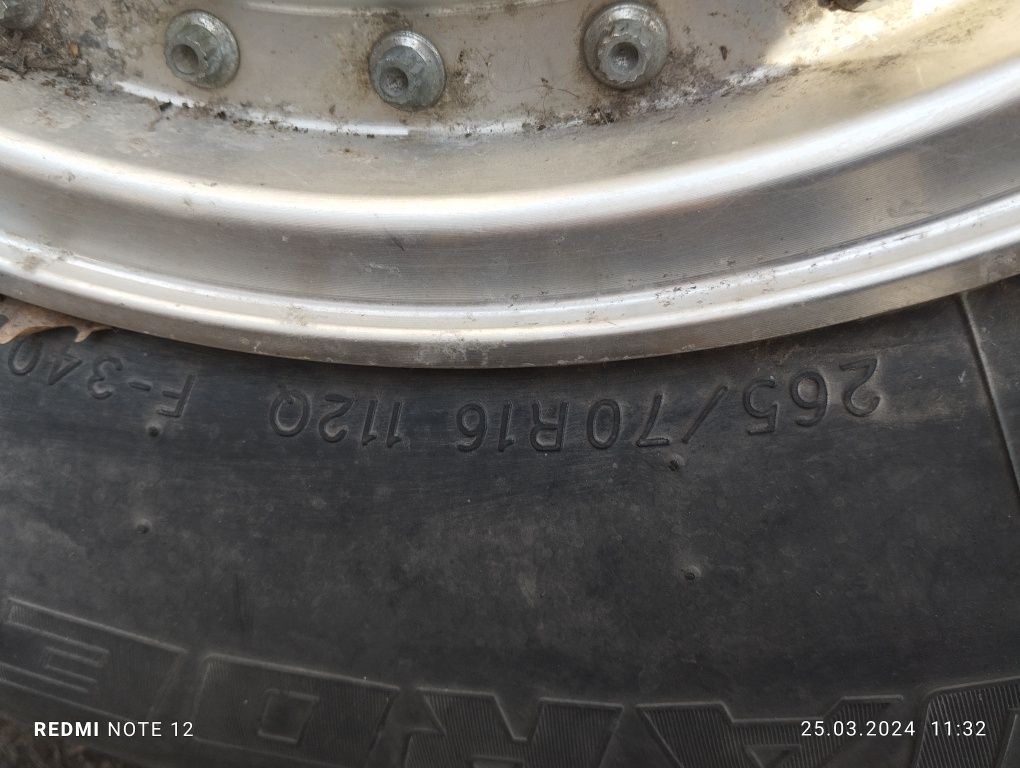 265/70R16 112Q F-340
REDMI NOTE 12
25.03.2024 11:32